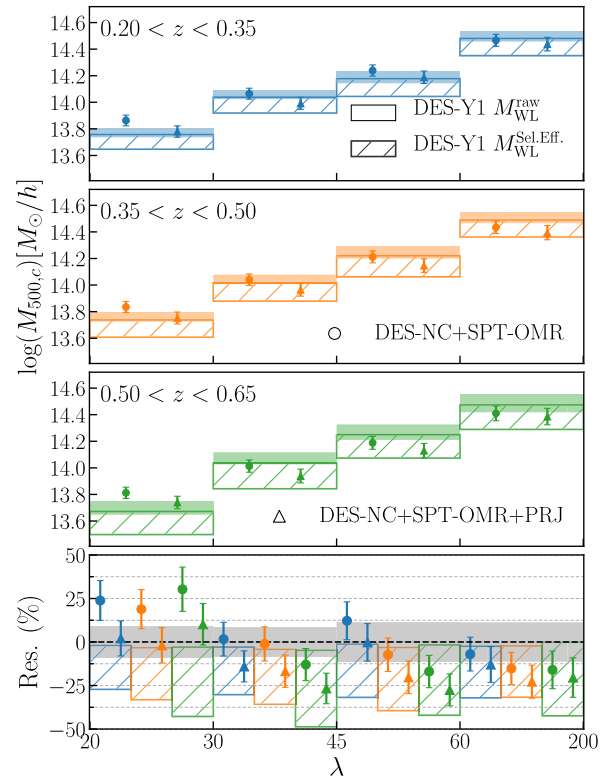 14.6
14.4
14.2
14.0
13.8
13.6
0.20 < z < 0.35
DES-Y1 M_WL^raw
DES-Y1 M_WL^Sel.Eff.
log(M_500,c)[M_⊙/h]
14.6
14.4
14.2
14.0
13.8
13.6
0.35 < z < 0.50
DES-NC+SPT-OMR
14.6
14.4
14.2
14.0
13.8
13.6
0.50 < z < 0.65
DES-NC+SPT-OMR+PRJ
Res. (%)
50
25
0
−25
−50
20 30 45 60 200
λ